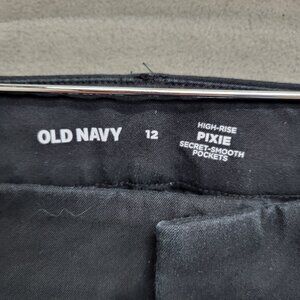 OLD NAVY
12
HIGH-RISE
PIXIE
SECRET-SMOOTH
POCKETS